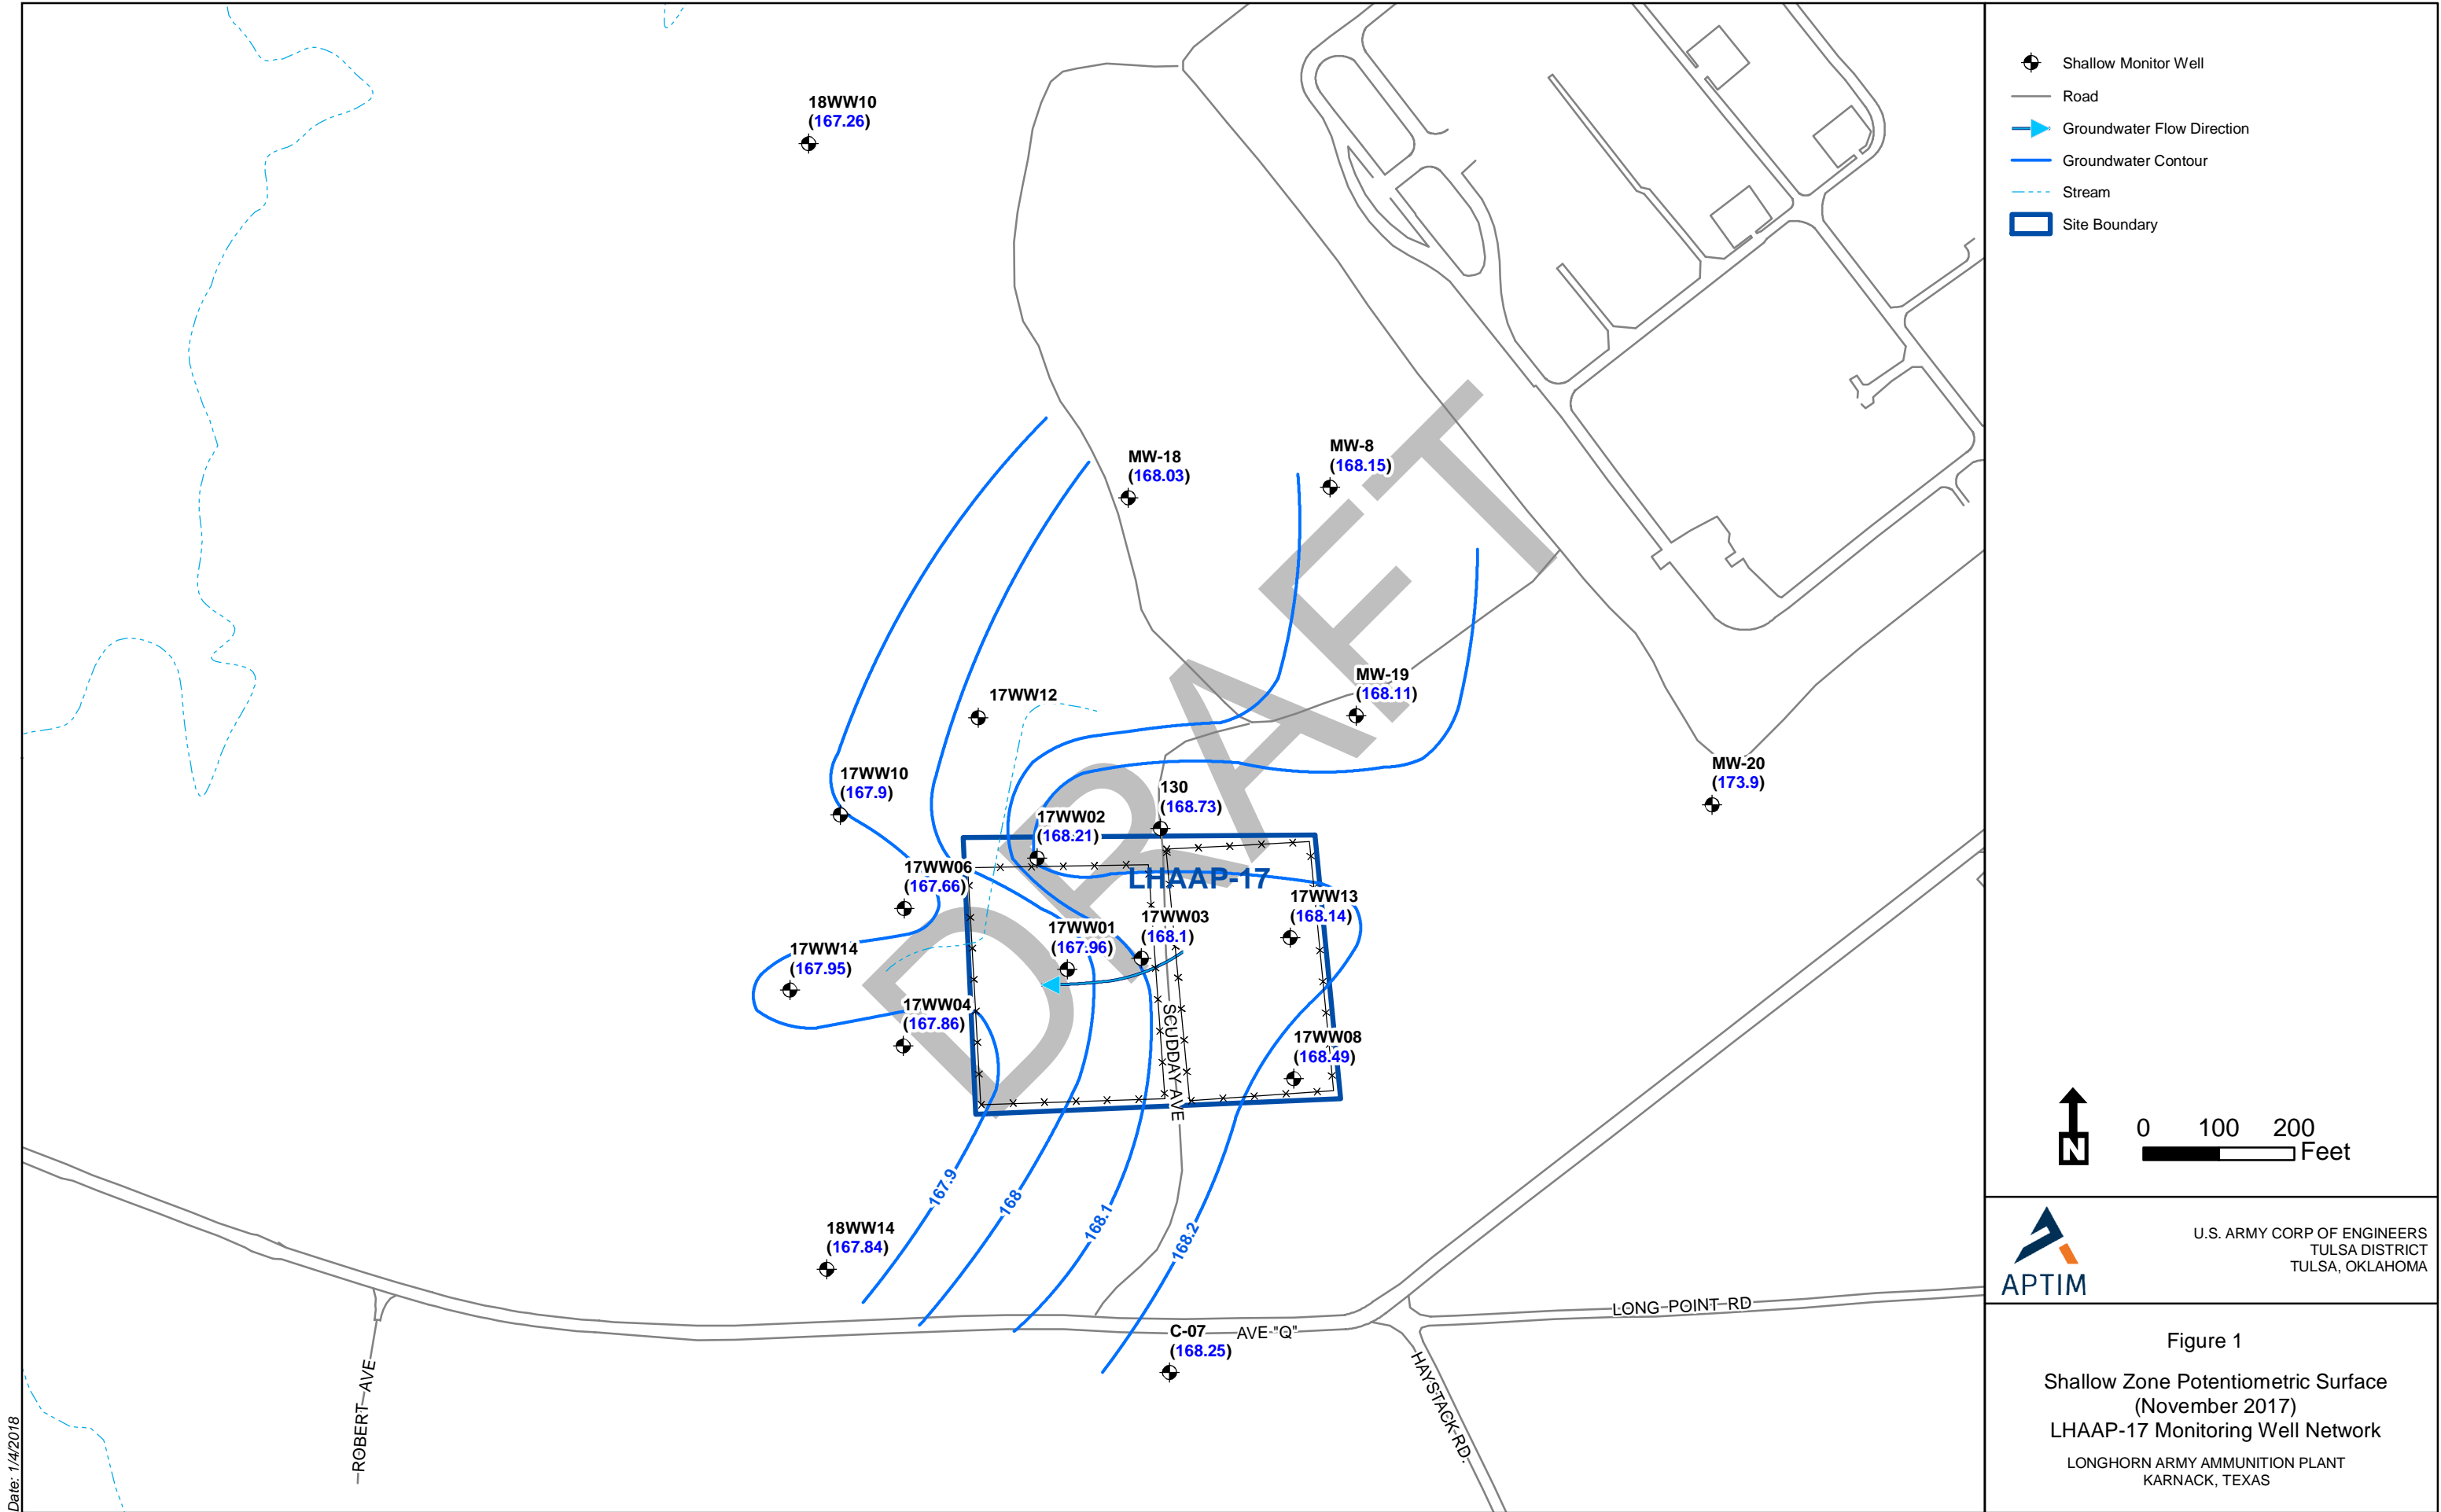 18WW10
(167.26)
MW-18
(168.03)
MW-8
(168.15)
17WW12
MW-19
(168.11)
17WW10
(167.9)
MW-20
(173.9)
130
(168.73)
17WW02
(168.21)
17WW06
(167.66)
LHAAP-17
17WW13
(168.14)
17WW03
(168.1)
17WW01
(167.96)
17WW14
(167.95)
17WW04
(167.86)
17WW08
(168.49)
SCUDDAY AVE
167.9
168
168.1
168.2
18WW14
(167.84)
C-07
(168.25)
AVE "Q"
LONG POINT RD
HAYSTACK RD.
ROBERT AVE
DRAFT
Date: 1/4/2018
Shallow Monitor Well
Road
Groundwater Flow Direction
Groundwater Contour
Stream
Site Boundary
N
0 100 200
Feet
APTIM
U.S. ARMY CORP OF ENGINEERS
TULSA DISTRICT
TULSA, OKLAHOMA
Figure 1
Shallow Zone Potentiometric Surface
(November 2017)
LHAAP-17 Monitoring Well Network
LONGHORN ARMY AMMUNITION PLANT
KARNACK, TEXAS